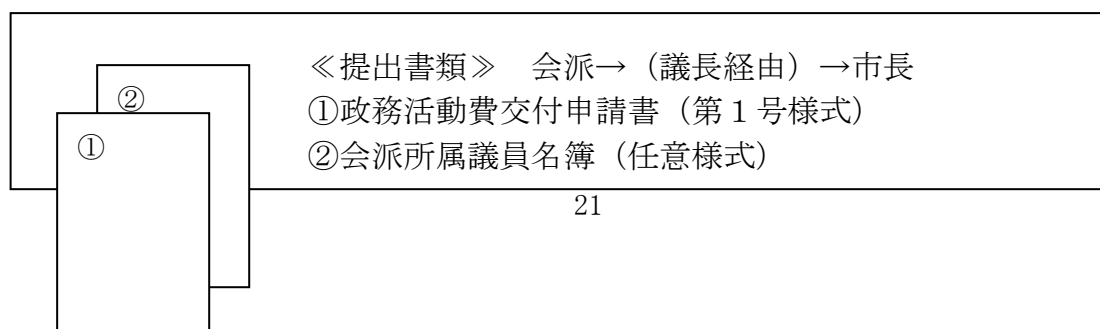 ≪提出書類≫　会派→（議長経由）→市長
①政務活動費交付申請書（第１号様式）
②会派所属議員名簿（任意様式）
②
①
21